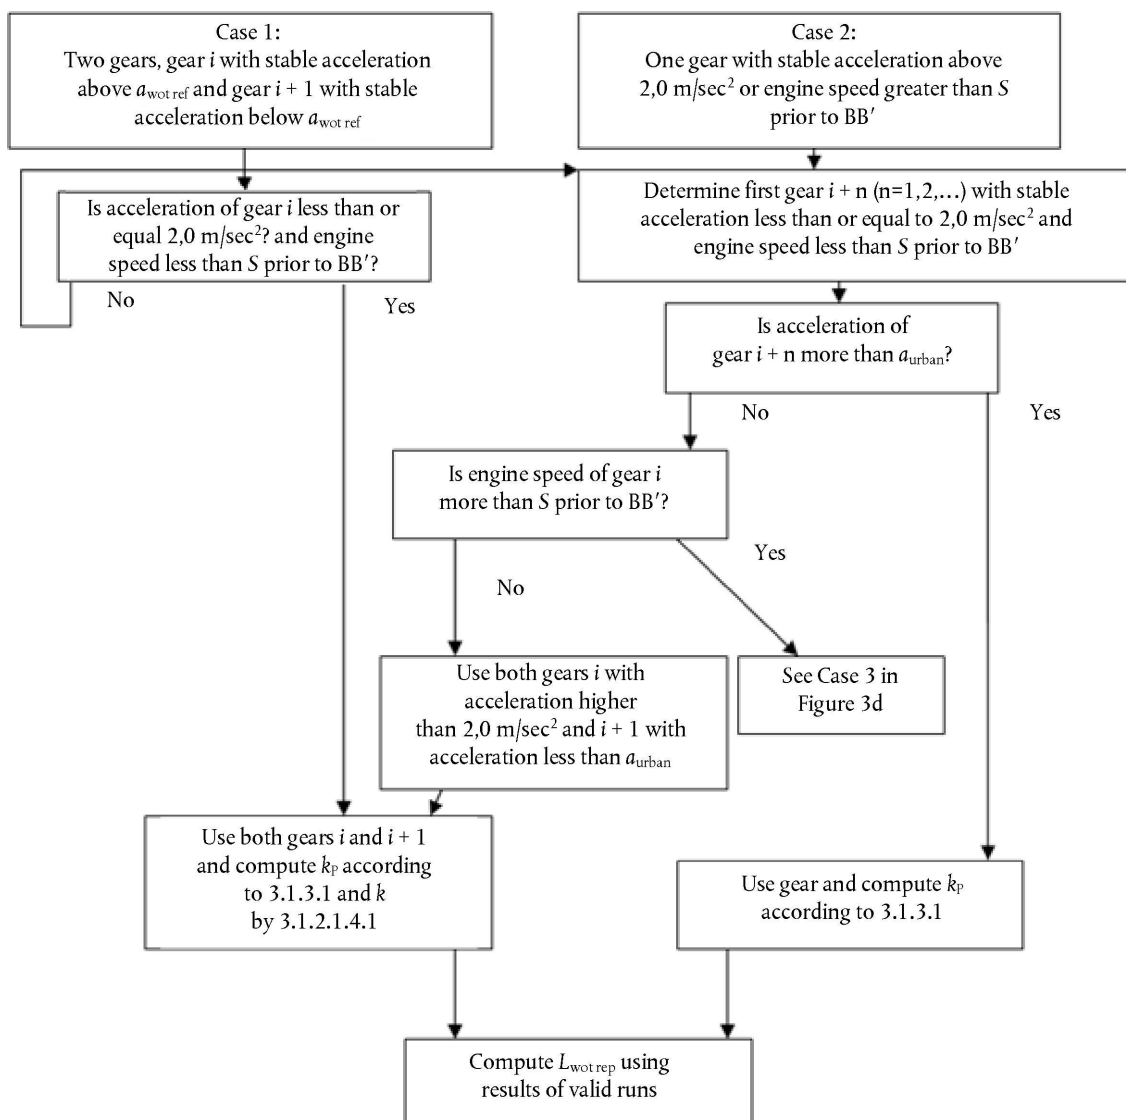 Case 1:
Two gears, gear i with stable acceleration
above a_wot ref and gear i + 1 with stable
acceleration below a_wot ref
Case 2:
One gear with stable acceleration above
2,0 m/sec² or engine speed greater than S
prior to BB′
Is acceleration of gear i less than or
equal 2,0 m/sec²? and engine
speed less than S prior to BB′?
Determine first gear i + n (n=1,2,…) with stable
acceleration less than or equal to 2,0 m/sec² and
engine speed less than S prior to BB′
No
Yes
Is acceleration of
gear i + n more than a_urban?
No
Yes
Is engine speed of gear i
more than S prior to BB′?
Yes
No
Use both gears i with
acceleration higher
than 2,0 m/sec² and i + 1 with
acceleration less than a_urban
See Case 3 in
Figure 3d
Use both gears i and i + 1
and compute k_P according
to 3.1.3.1 and k
by 3.1.2.1.4.1
Use gear and compute k_P
according to 3.1.3.1
Compute L_wot rep using
results of valid runs